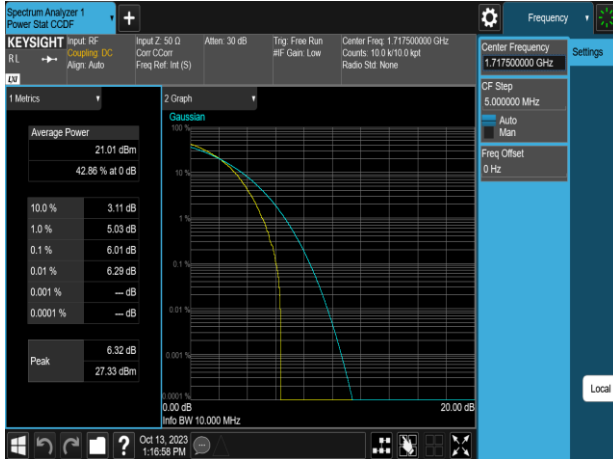 Spectrum Analyzer 1
Power Stat CCDF
+
Frequency
KEYSIGHT
RL
LXI
Input: RF
Coupling: DC
Align: Auto
Input Z: 50 Ω
Corr CCorr
Freq Ref: Int (S)
Atten: 30 dB
Trig: Free Run
#IF Gain: Low
Center Freq: 1.717500000 GHz
Counts: 10.0 k/10.0 kpt
Radio Std: None
1 Metrics
Average Power
21.01 dBm
42.86 % at 0 dB
10.0 % 3.11 dB
1.0 % 5.03 dB
0.1 % 6.01 dB
0.01 % 6.29 dB
0.001 % --- dB
0.0001 % --- dB
Peak 6.32 dB
27.33 dBm
2 Graph
Gaussian
100 %
10 %
1 %
0.1 %
0.01 %
0.001 %
0.0001 %
0.00 dB 20.00 dB
Info BW 10.000 MHz
Center Frequency
1.717500000 GHz
CF Step
5.000000 MHz
Auto
Man
Freq Offset
0 Hz
Settings
Local
?
Oct 13, 2023
1:16:58 PM